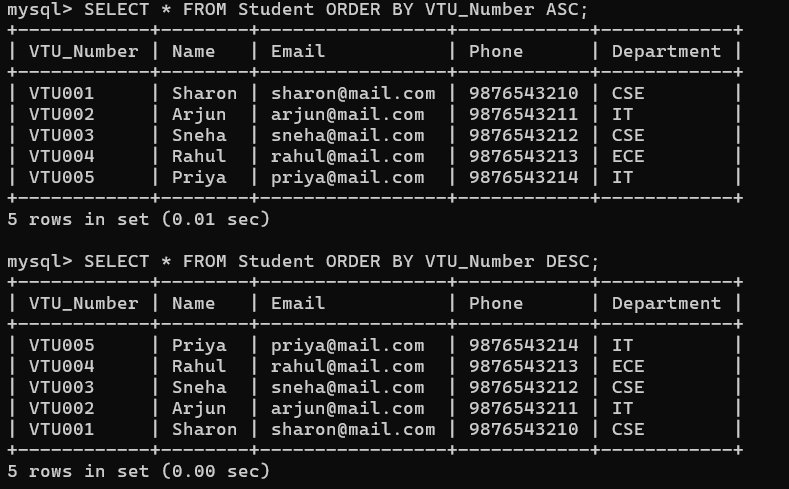 mysql> SELECT * FROM Student ORDER BY VTU_Number ASC;
+------------+--------+-----------------+------------+------------+
| VTU_Number | Name   | Email           | Phone      | Department |
+------------+--------+-----------------+------------+------------+
| VTU001     | Sharon | sharon@mail.com | 9876543210 | CSE        |
| VTU002     | Arjun  | arjun@mail.com  | 9876543211 | IT         |
| VTU003     | Sneha  | sneha@mail.com  | 9876543212 | CSE        |
| VTU004     | Rahul  | rahul@mail.com  | 9876543213 | ECE        |
| VTU005     | Priya  | priya@mail.com  | 9876543214 | IT         |
+------------+--------+-----------------+------------+------------+
5 rows in set (0.01 sec)

mysql> SELECT * FROM Student ORDER BY VTU_Number DESC;
+------------+--------+-----------------+------------+------------+
| VTU_Number | Name   | Email           | Phone      | Department |
+------------+--------+-----------------+------------+------------+
| VTU005     | Priya  | priya@mail.com  | 9876543214 | IT         |
| VTU004     | Rahul  | rahul@mail.com  | 9876543213 | ECE        |
| VTU003     | Sneha  | sneha@mail.com  | 9876543212 | CSE        |
| VTU002     | Arjun  | arjun@mail.com  | 9876543211 | IT         |
| VTU001     | Sharon | sharon@mail.com | 9876543210 | CSE        |
+------------+--------+-----------------+------------+------------+
5 rows in set (0.00 sec)